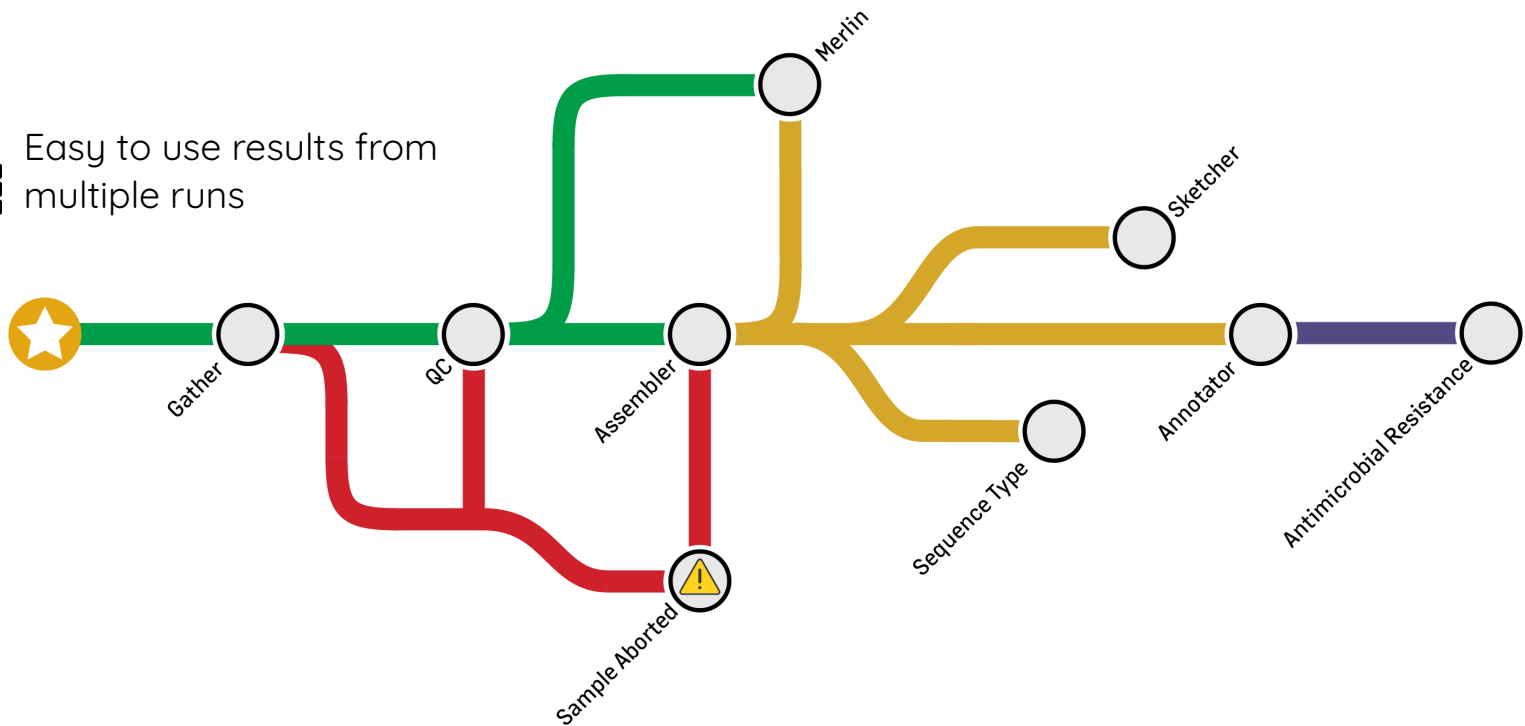 Merlin
Easy to use results from
multiple runs
Sketcher
Gather
QC
Assembler
Annotator
Antimicrobial Resistance
Sequence Type
Sample Aborted